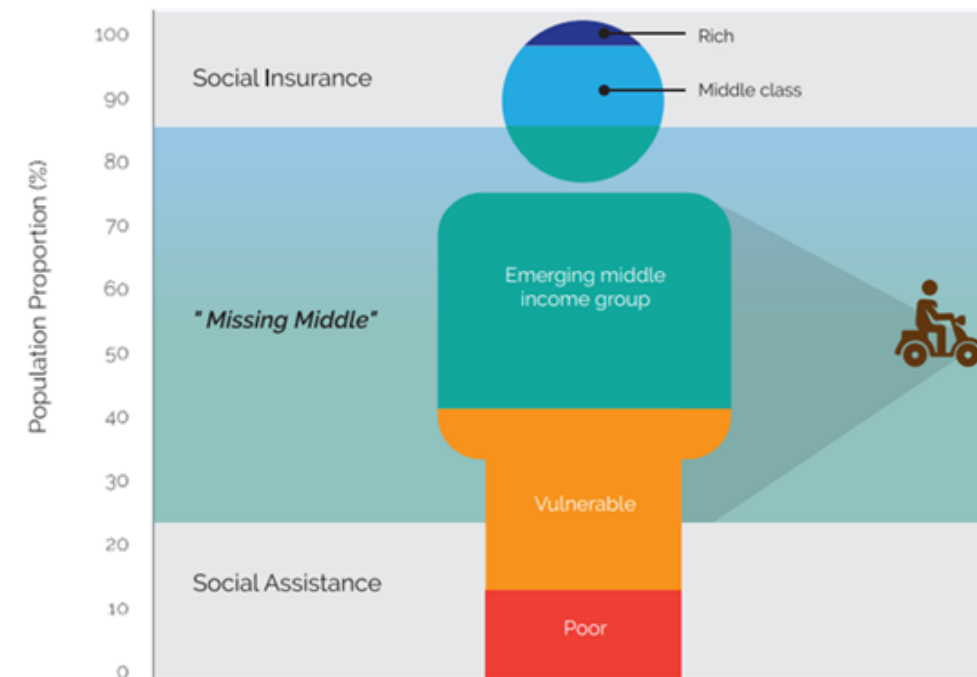 Population Proportion (%)
100
90
80
70
60
50
40
30
20
10
0
Social Insurance
"Missing Middle"
Social Assistance
Rich
Middle class
Emerging middle
income group
Vulnerable
Poor